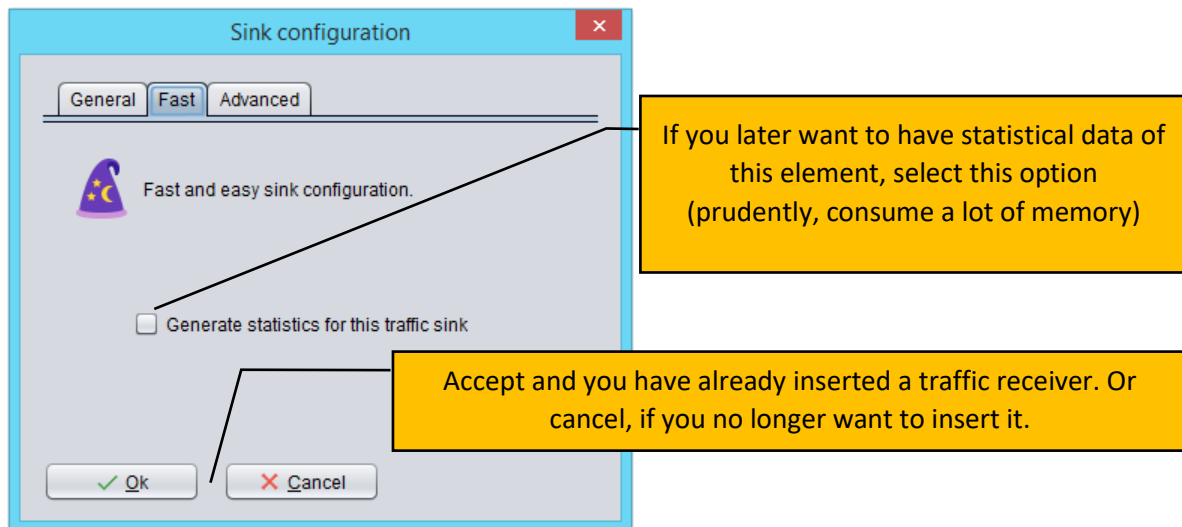 Sink configuration
General Fast Advanced
Fast and easy sink configuration.
If you later want to have statistical data of
this element, select this option
(prudently, consume a lot of memory)
Generate statistics for this traffic sink
Accept and you have already inserted a traffic receiver. Or
cancel, if you no longer want to insert it.
Ok Cancel